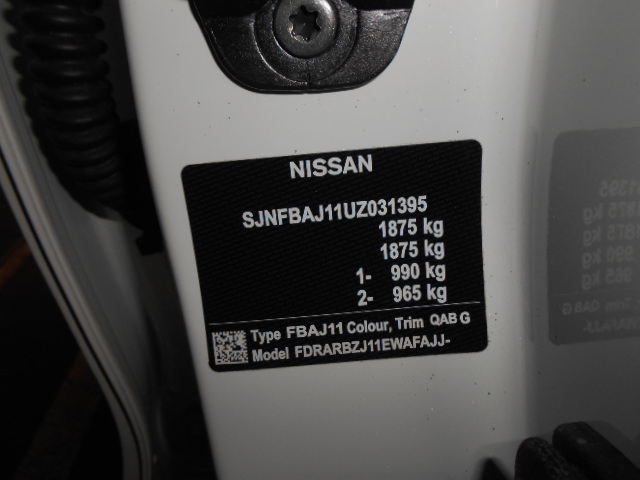 NISSAN
SJNFBAJ11UZ031395
1875 kg
1875 kg
1- 990 kg
2- 965 kg
Type FBAJ11 Colour, Trim QAB G
Model FDRARBZJ11EWAFAJJ-